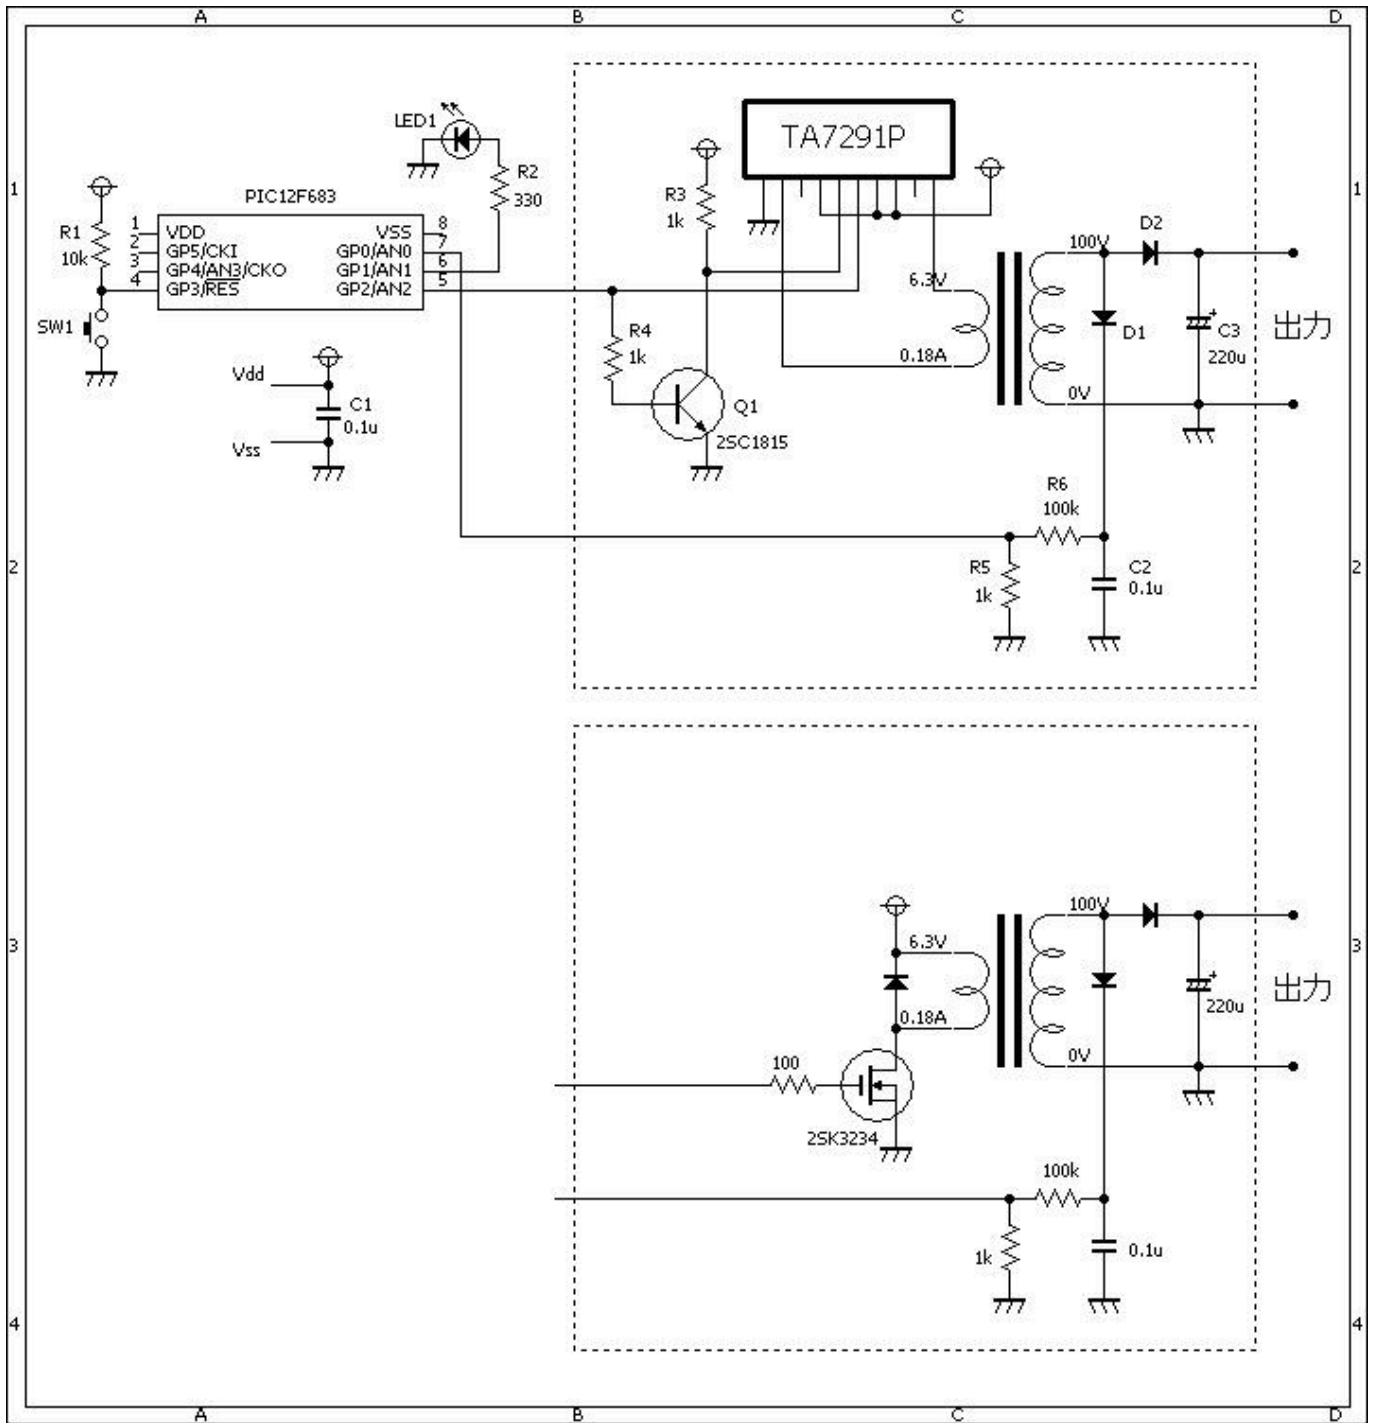 A B C D
1 1
2 2
3 3
4 4
A B C D
LED1
R2
330
PIC12F683
R1
10k
1 VDD
2 GP5/CKI
3 GP4/AN3/CKO
4 GP3/RES
VSS 8
GP0/AN0 7
GP1/AN1 6
GP2/AN2 5
SW1
Vdd
C1
0.1u
Vss
TA7291P
R3
1k
R4
1k
Q1
2SC1815
6.3V
0.18A
100V
0V
D2
D1
C3
220u
+
出力
R6
100k
R5
1k
C2
0.1u
6.3V
0.18A
100V
0V
+
220u
出力
100
2SK3234
100k
1k
0.1u